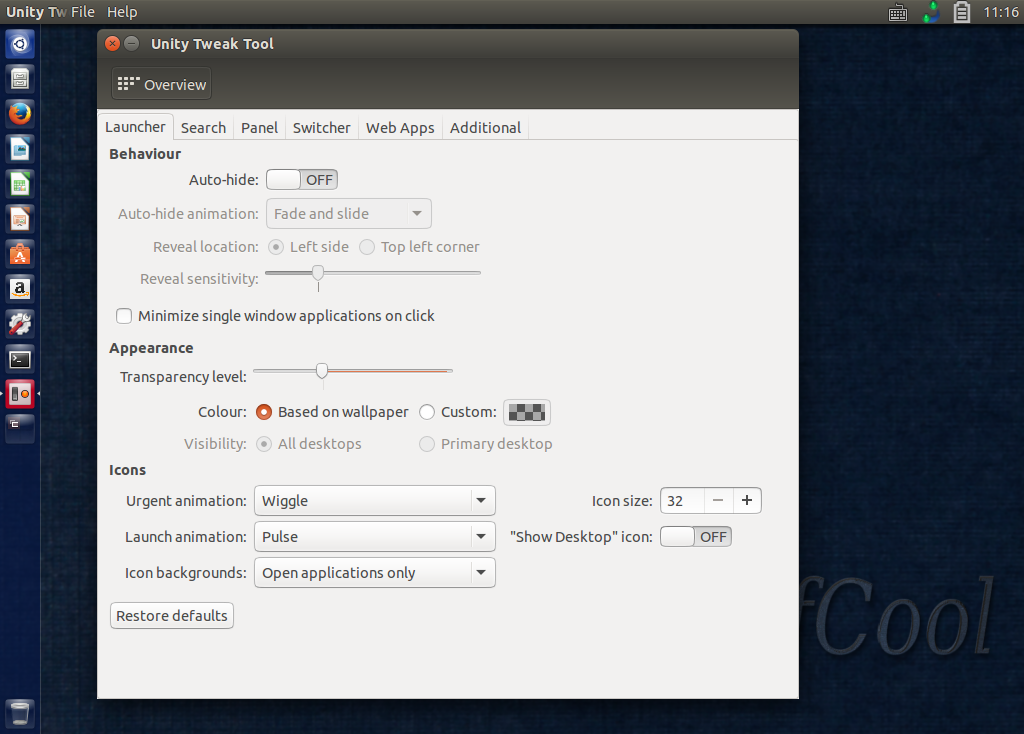 Unity Tw File Help 11:16
Unity Tweak Tool
Overview
Launcher Search Panel Switcher Web Apps Additional
Behaviour
Auto-hide: OFF
Auto-hide animation: Fade and slide
Reveal location: Left side Top left corner
Reveal sensitivity:
Minimize single window applications on click
Appearance
Transparency level:
Colour: Based on wallpaper Custom:
Visibility: All desktops Primary desktop
Icons
Urgent animation: Wiggle Icon size: 32
Launch animation: Pulse "Show Desktop" icon: OFF
Icon backgrounds: Open applications only
Restore defaults
fCool